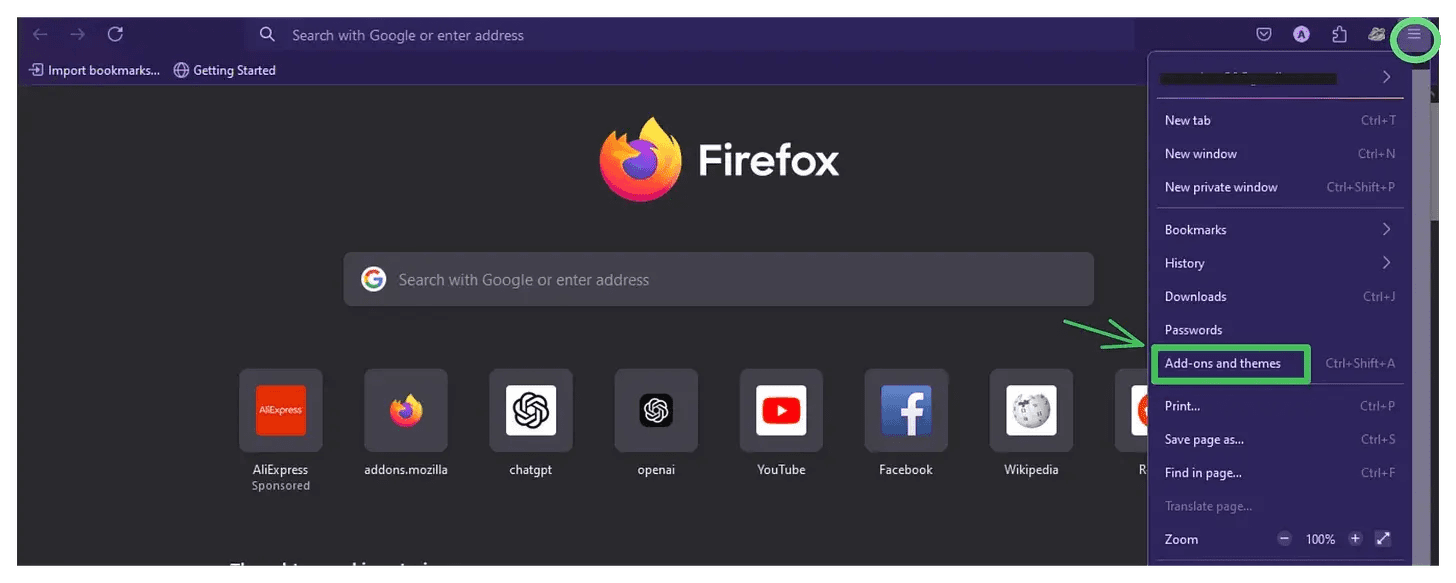 Search with Google or enter address
A
Import bookmarks... Getting Started
New tab Ctrl+T
New window Ctrl+N
New private window Ctrl+Shift+P
Bookmarks
History
Downloads Ctrl+J
Passwords
Add-ons and themes Ctrl+Shift+A
Print... Ctrl+P
Save page as... Ctrl+S
Find in page... Ctrl+F
Translate page...
Zoom 100%
Firefox
Search with Google or enter address
AliExpress
AliExpress
Sponsored
addons.mozilla
chatgpt
openai
YouTube
Facebook
Wikipedia